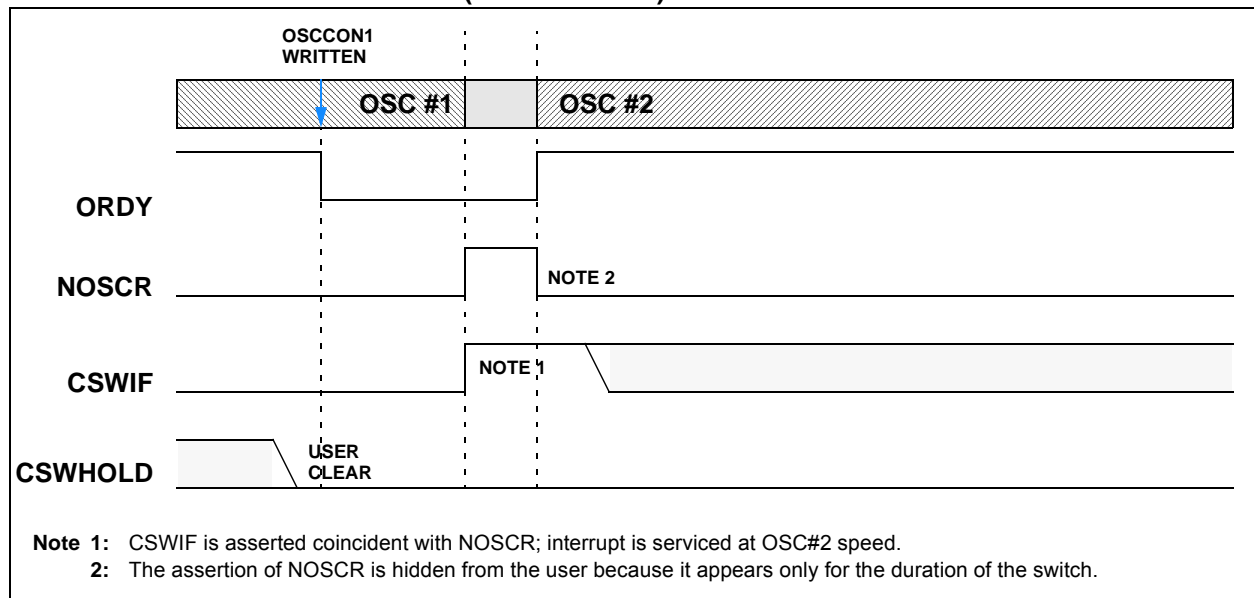 OSCCON1
WRITTEN
OSC #1
OSC #2
ORDY
NOSCR
NOTE 2
CSWIF
NOTE 1
CSWHOLD
USER
CLEAR
Note 1: CSWIF is asserted coincident with NOSCR; interrupt is serviced at OSC#2 speed.
2: The assertion of NOSCR is hidden from the user because it appears only for the duration of the switch.